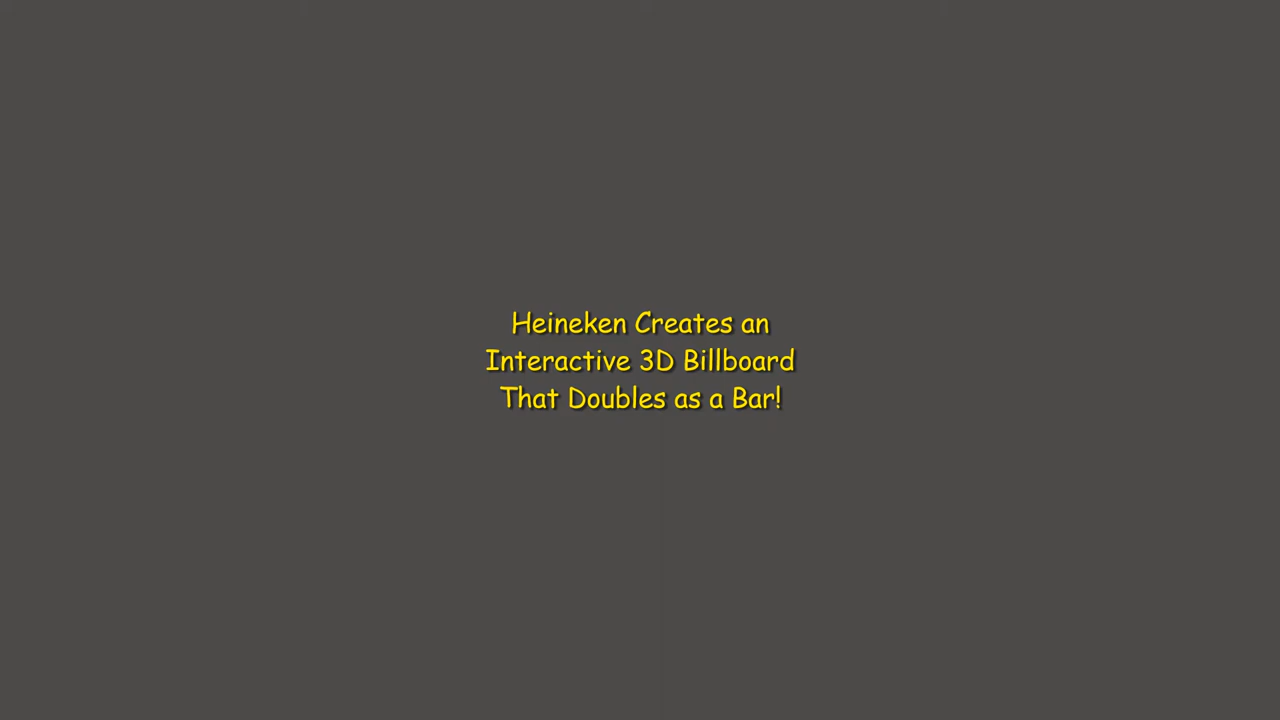 Heineken Creates an
Interactive 3D Billboard
That Doubles as a Bar!